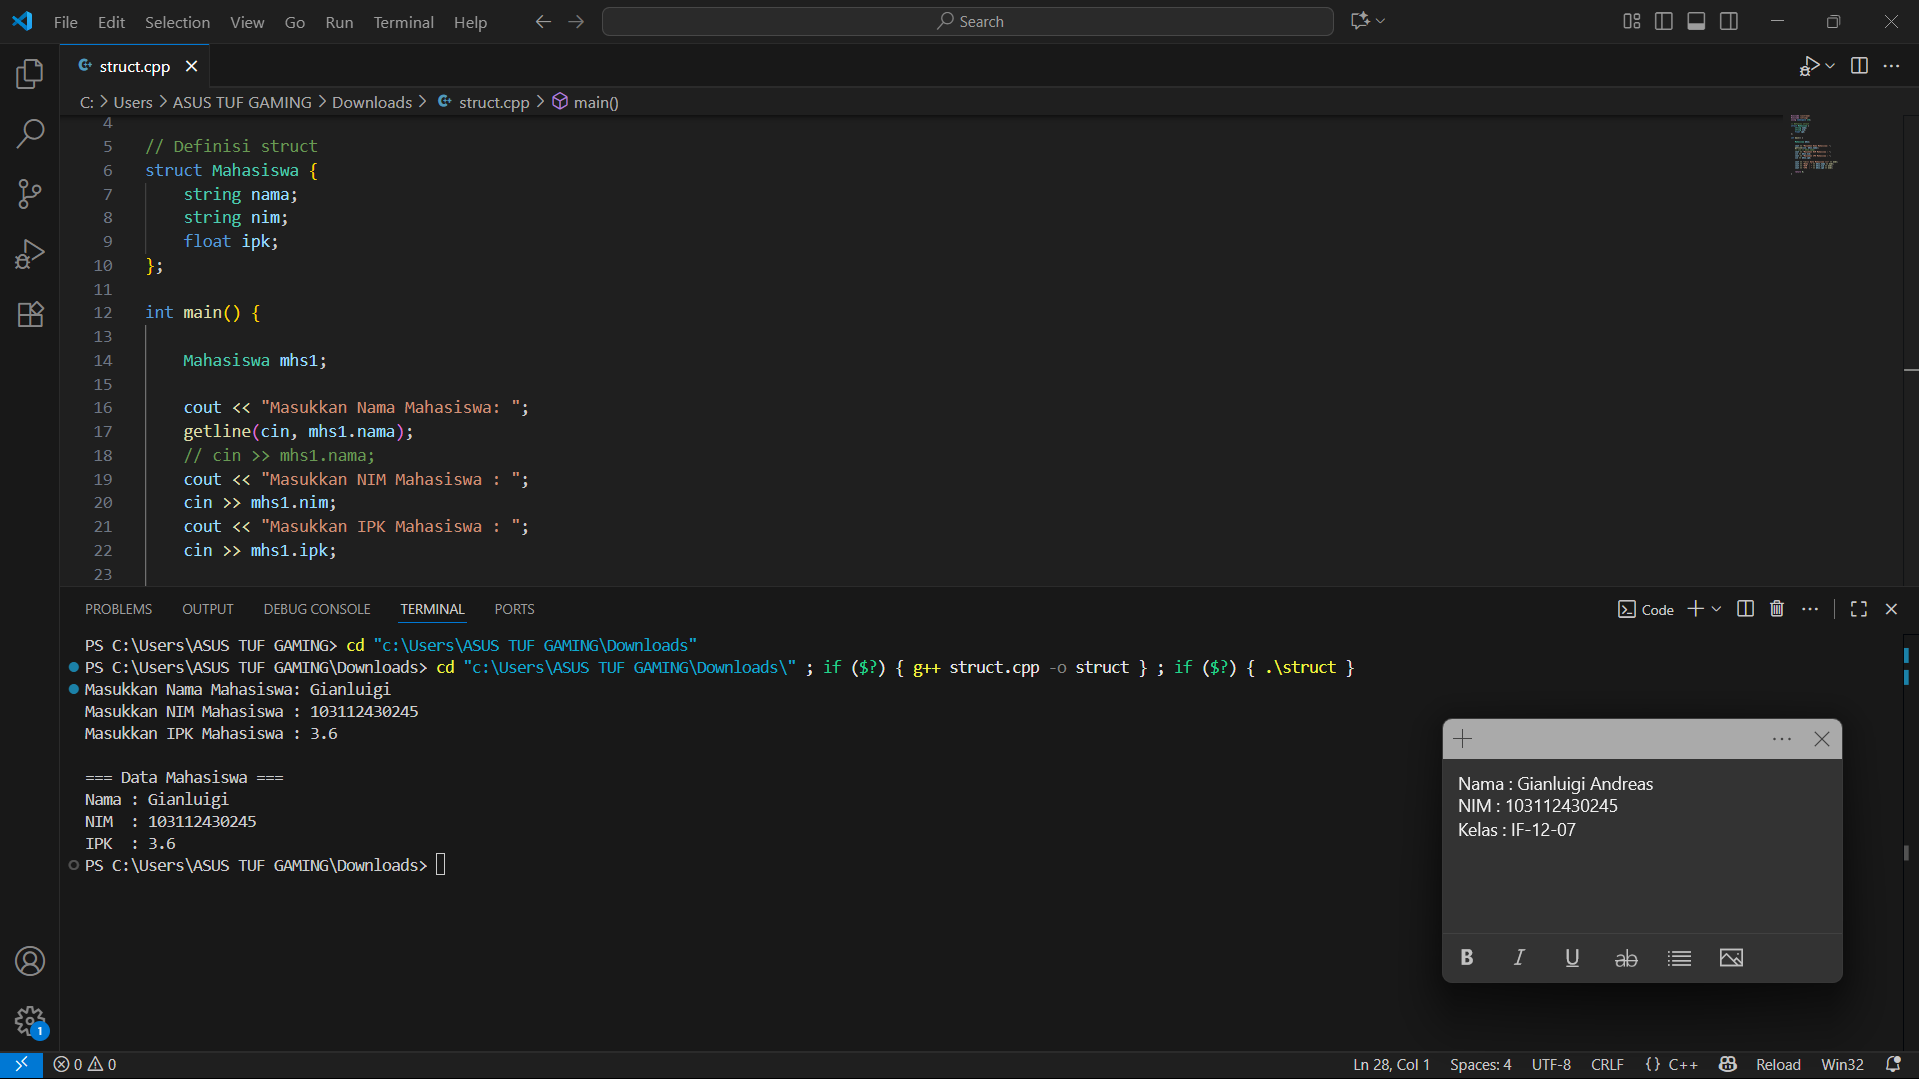 File Edit Selection View Go Run Terminal Help Search
struct.cpp
C: > Users > ASUS TUF GAMING > Downloads > struct.cpp > main()
4
5 // Definisi struct
6 struct Mahasiswa {
7     string nama;
8     string nim;
9     float ipk;
10 };
11
12 int main() {
13
14     Mahasiswa mhs1;
15
16     cout << "Masukkan Nama Mahasiswa: ";
17     getline(cin, mhs1.nama);
18     // cin >> mhs1.nama;
19     cout << "Masukkan NIM Mahasiswa : ";
20     cin >> mhs1.nim;
21     cout << "Masukkan IPK Mahasiswa : ";
22     cin >> mhs1.ipk;
23
PROBLEMS OUTPUT DEBUG CONSOLE TERMINAL PORTS Code
PS C:\Users\ASUS TUF GAMING> cd "c:\Users\ASUS TUF GAMING\Downloads"
PS C:\Users\ASUS TUF GAMING\Downloads> cd "c:\Users\ASUS TUF GAMING\Downloads\" ; if ($?) { g++ struct.cpp -o struct } ; if ($?) { .\struct }
Masukkan Nama Mahasiswa: Gianluigi
Masukkan NIM Mahasiswa : 103112430245
Masukkan IPK Mahasiswa : 3.6
=== Data Mahasiswa ===
Nama : Gianluigi
NIM  : 103112430245
IPK  : 3.6
PS C:\Users\ASUS TUF GAMING\Downloads>
Nama : Gianluigi Andreas
NIM : 103112430245
Kelas : IF-12-07
B I U ab
1
0 0 Ln 28, Col 1 Spaces: 4 UTF-8 CRLF {} C++ Reload Win32